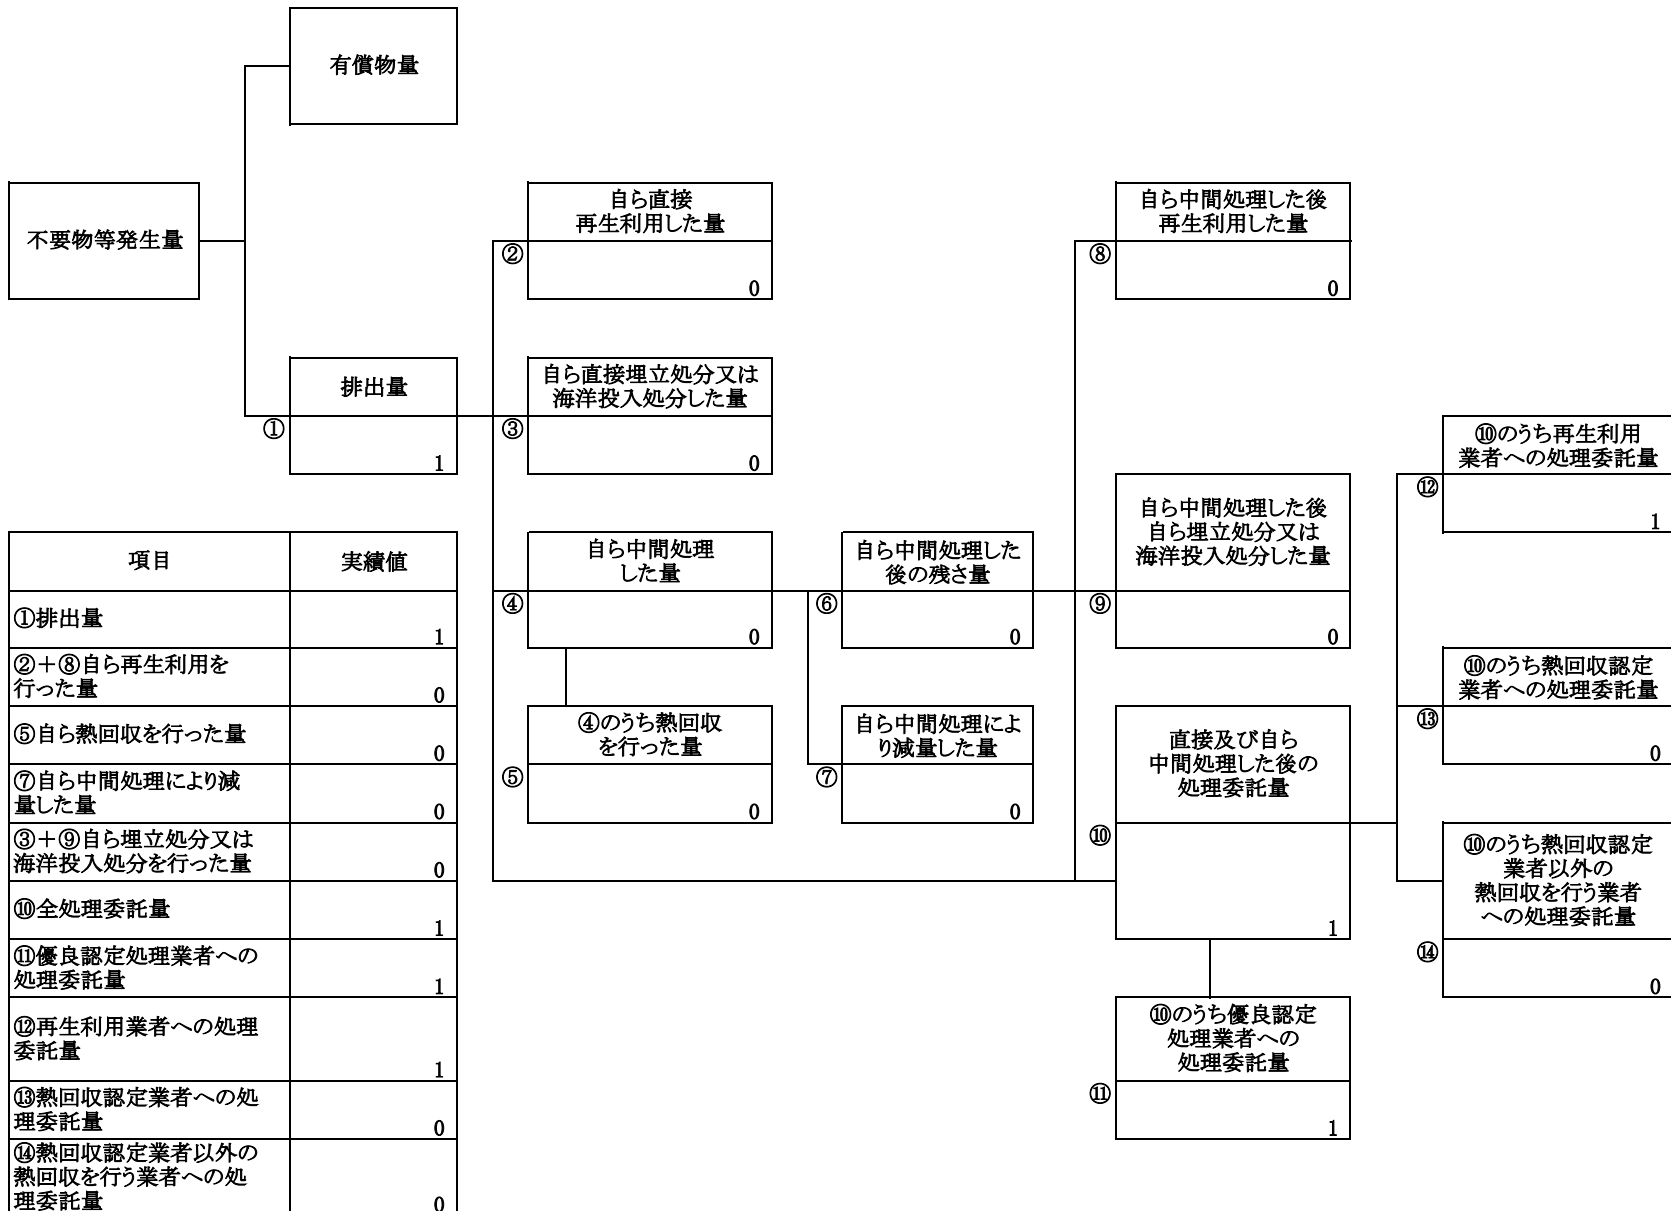 有償物量
不要物等発生量
自ら直接
再生利用した量
②
0
自ら中間処理した後
再生利用した量
⑧
0
排出量
①
1
自ら直接埋立処分又は
海洋投入処分した量
③
0
⑩のうち再生利用
業者への処理委託量
⑫
1
自ら中間処理
した量
④
0
自ら中間処理した
後の残さ量
⑥
0
自ら中間処理した後
自ら埋立処分又は
海洋投入処分した量
⑨
0
⑩のうち熱回収認定
業者への処理委託量
⑬
0
④のうち熱回収
を行った量
⑤
0
自ら中間処理によ
り減量した量
⑦
0
直接及び自ら
中間処理した後の
処理委託量
⑩
1
⑩のうち熱回収認定
業者以外の
熱回収を行う業者
への処理委託量
⑭
0
⑩のうち優良認定
処理業者への
処理委託量
⑪
1
項目 実績値
①排出量
1
②＋⑧自ら再生利用を
行った量
0
⑤自ら熱回収を行った量
0
⑦自ら中間処理により減
量した量
0
③＋⑨自ら埋立処分又は
海洋投入処分を行った量
0
⑩全処理委託量
1
⑪優良認定処理業者への
処理委託量
1
⑫再生利用業者への処理
委託量
1
⑬熱回収認定業者への処
理委託量
0
⑭熱回収認定業者以外の
熱回収を行う業者への処
理委託量
0